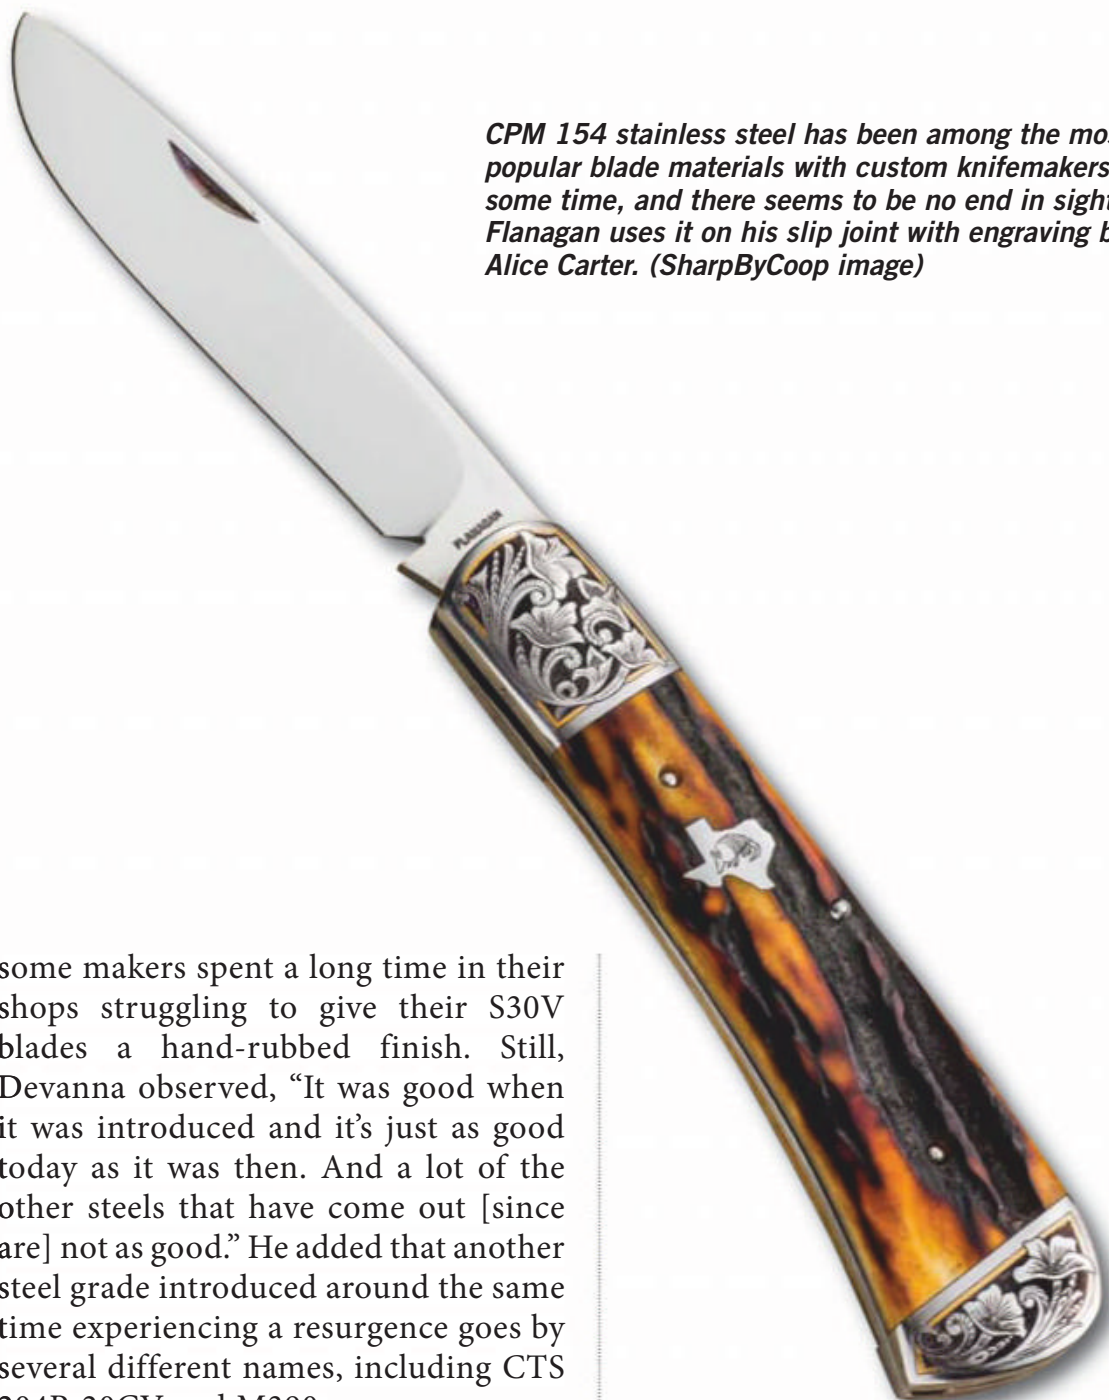 CPM 154 stainless steel has been among the
popular blade materials with custom knifemakers
some time, and there seems to be no end in sight
Flanagan uses it on his slip joint with engraving
Alice Carter. (SharpByCoop image)
FLANAGAN
some makers spent a long time in their
shops struggling to give their S30V
blades a hand-rubbed finish. Still,
Devanna observed, “It was good when
it was introduced and it’s just as good
today as it was then. And a lot of the
other steels that have come out [since
are] not as good.” He added that another
steel grade introduced around the same
time experiencing a resurgence goes by
several different names, including CTS